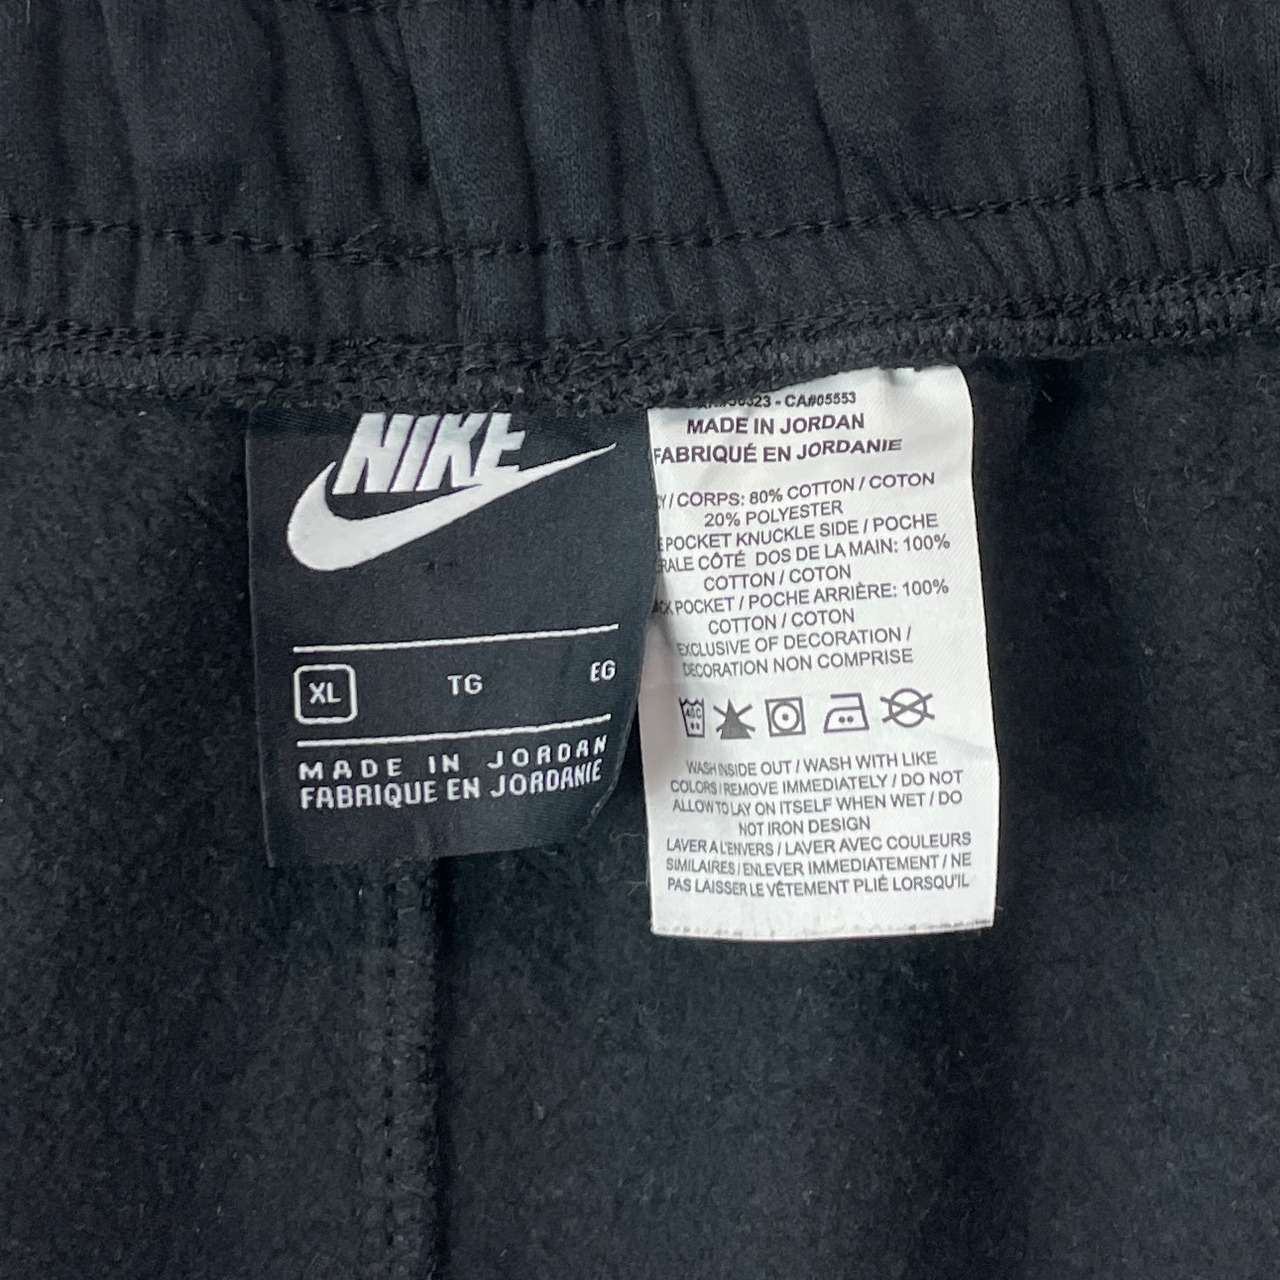 NIKE
XL TG EG
MADE IN JORDAN
FABRIQUÉ EN JORDANIE
CA#05553
MADE IN JORDAN
FABRIQUÉ EN JORDANIE
/ CORPS: 80% COTTON / COTON
20% POLYESTER
POCKET KNUCKLE SIDE / POCHE
CÔTÉ DOS DE LA MAIN: 100%
COTTON / COTON
POCKET / POCHE ARRIÈRE: 100%
COTTON / COTON
EXCLUSIVE OF DECORATION /
DECORATION NON COMPRISE
WASH INSIDE OUT / WASH WITH LIKE
COLORS / REMOVE IMMEDIATELY / DO NOT
ALLOW TO LAY ON ITSELF WHEN WET / DO
NOT IRON DESIGN
LAVER A L'ENVERS / LAVER AVEC COULEURS
SIMILAIRES / ENLEVER IMMEDIATEMENT / NE
PAS LAISSER LE VÊTEMENT PLIÉ LORSQU'IL